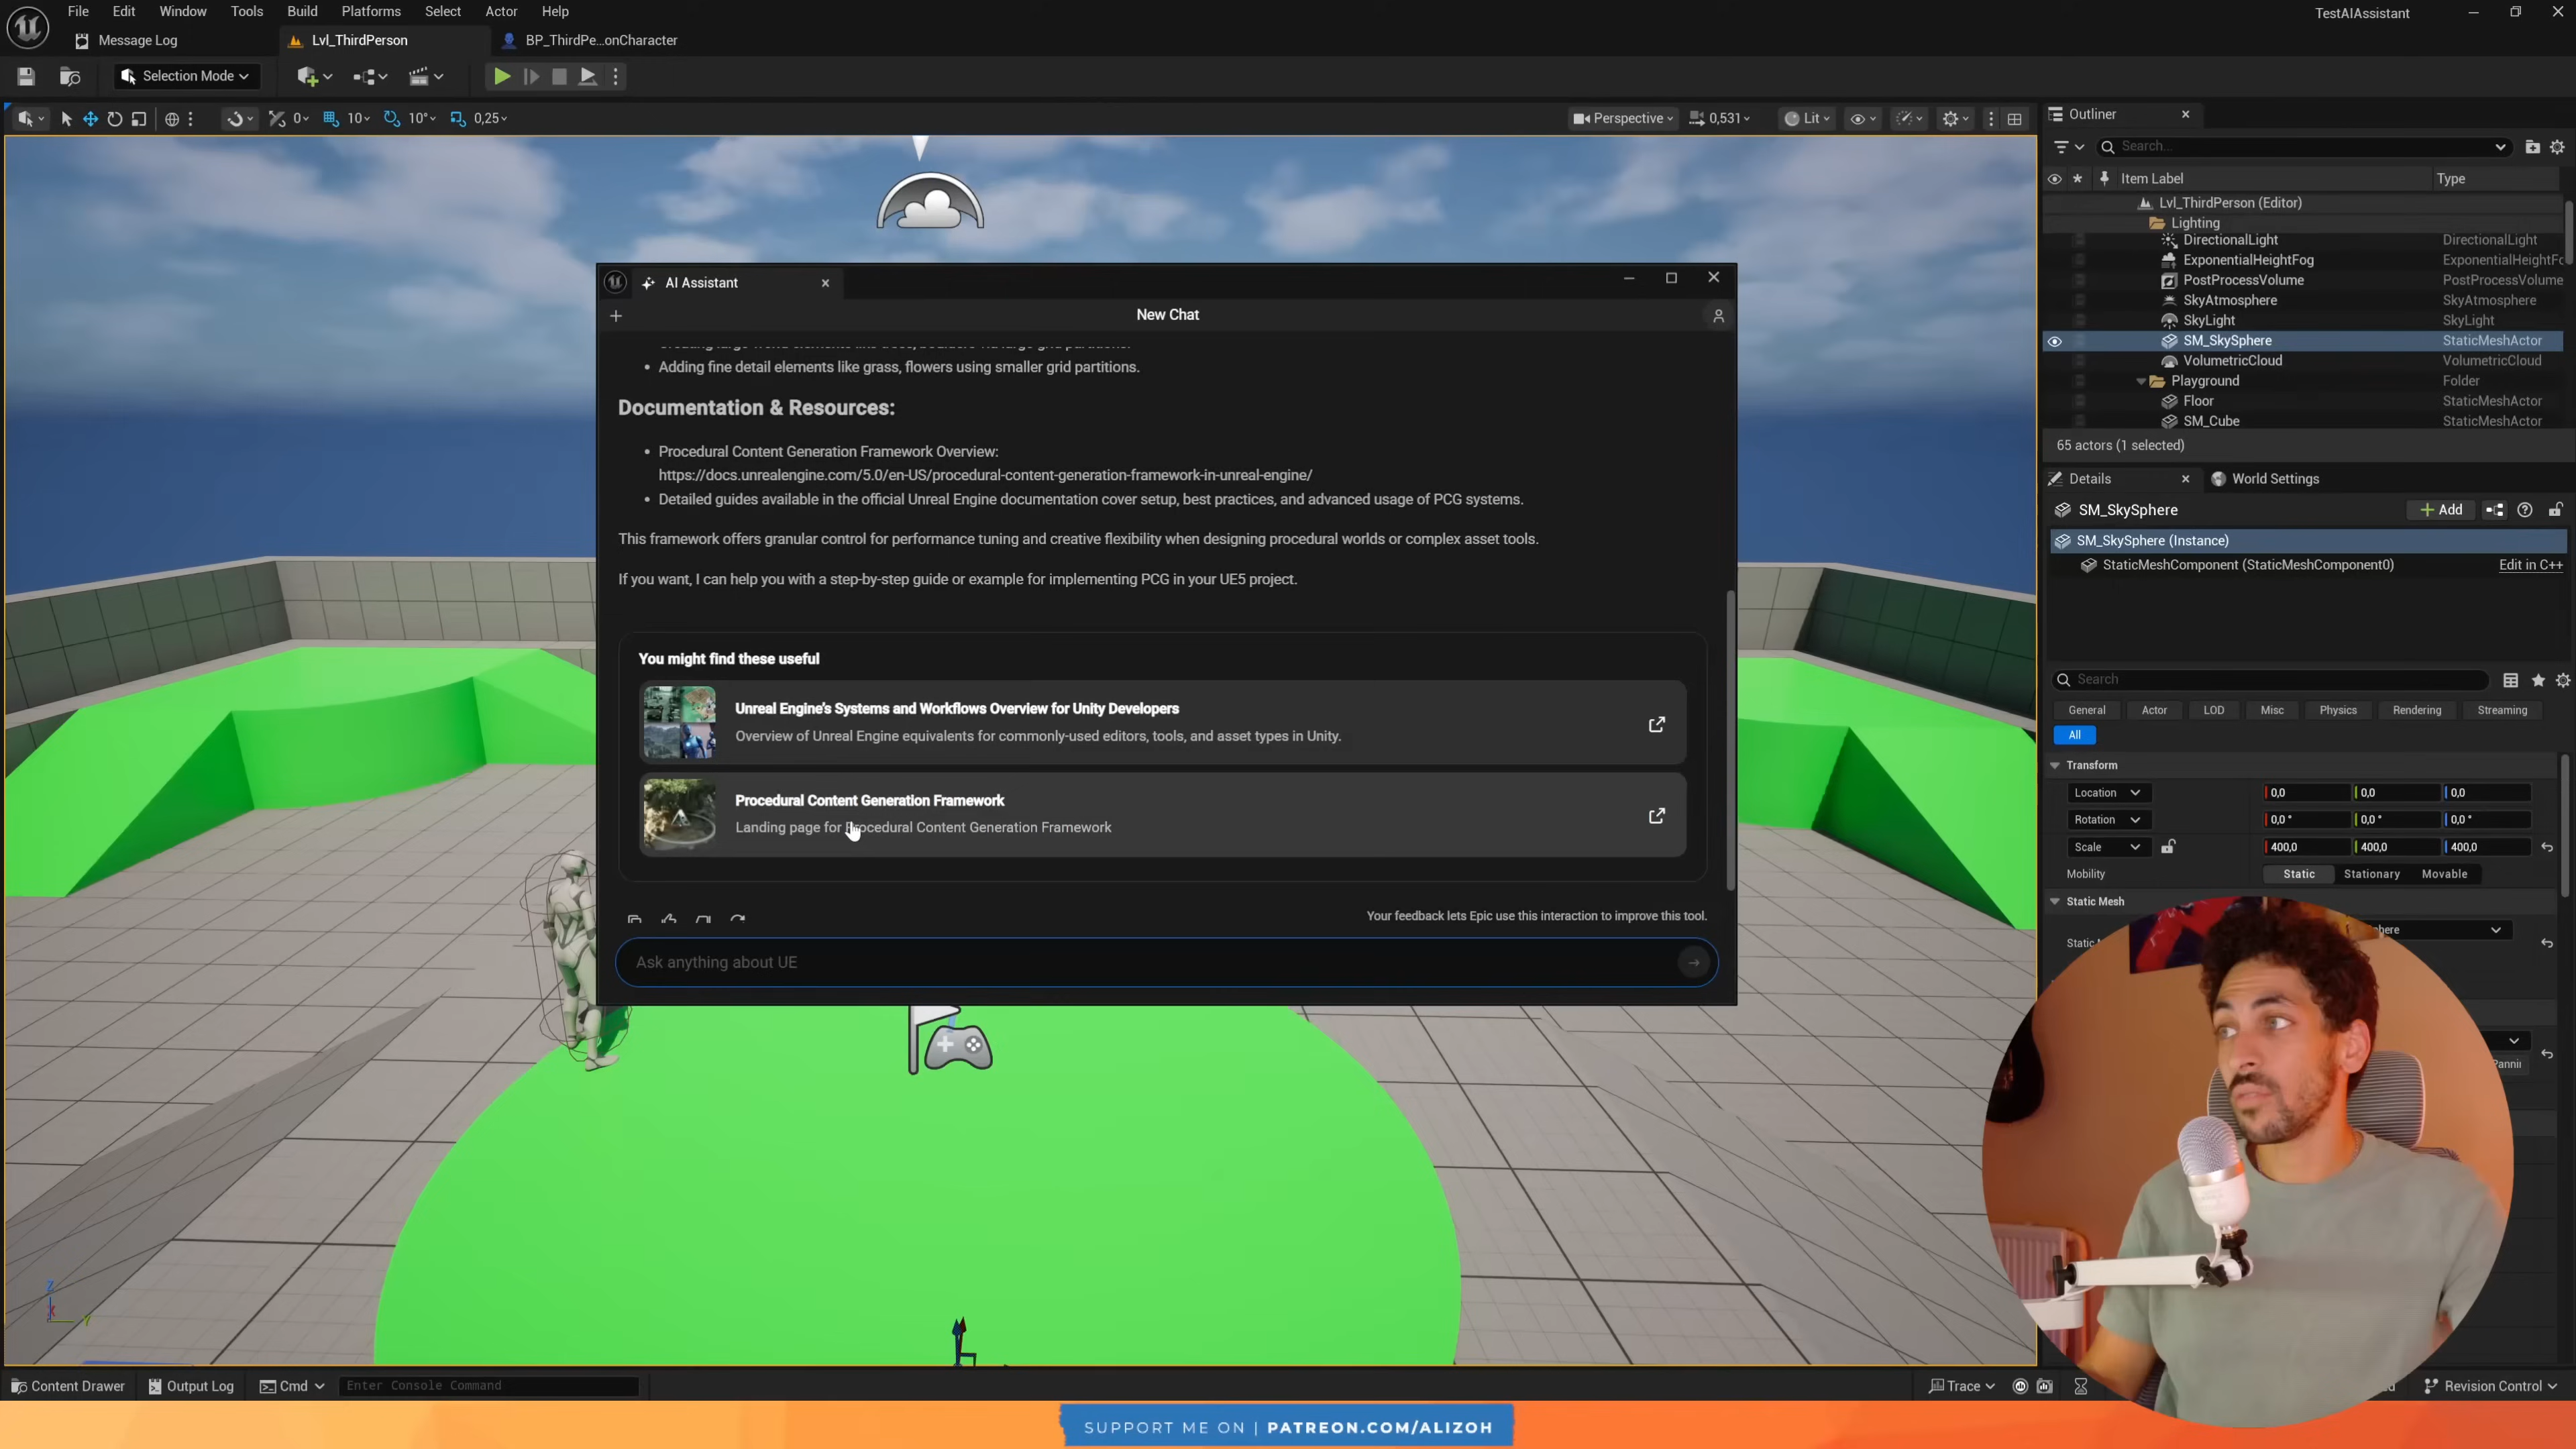 File Edit Window Tools Build Platforms Select Actor Help
TestAIAssistant
Message Log
Lvl_ThirdPerson
BP_ThirdPe...onCharacter
Selection Mode
0
10
10°
0,25
Perspective
0,531
Lit
Outliner
Search...
Item Label
Type
Lvl_ThirdPerson (Editor)
Lighting
DirectionalLight DirectionalLight
ExponentialHeightFog ExponentialHeightFo
PostProcessVolume PostProcessVolume
SkyAtmosphere SkyAtmosphere
SkyLight SkyLight
SM_SkySphere StaticMeshActor
VolumetricCloud VolumetricCloud
Playground Folder
Floor StaticMeshActor
SM_Cube StaticMeshActor
65 actors (1 selected)
Details
World Settings
SM_SkySphere
Add
SM_SkySphere (Instance)
StaticMeshComponent (StaticMeshComponent0) Edit in C++
Search
General Actor LOD Misc Physics Rendering Streaming
All
Transform
Location 0,0 0,0 0,0
Rotation 0,0 ° 0,0 ° 0,0 °
Scale 400,0 400,0 400,0
Mobility Static Stationary Movable
Static Mesh
AI Assistant
New Chat
• Adding fine detail elements like grass, flowers using smaller grid partitions.
Documentation & Resources:
• Procedural Content Generation Framework Overview:
https://docs.unrealengine.com/5.0/en-US/procedural-content-generation-framework-in-unreal-engine/
• Detailed guides available in the official Unreal Engine documentation cover setup, best practices, and advanced usage of PCG systems.
This framework offers granular control for performance tuning and creative flexibility when designing procedural worlds or complex asset tools.
If you want, I can help you with a step-by-step guide or example for implementing PCG in your UE5 project.
You might find these useful
Unreal Engine's Systems and Workflows Overview for Unity Developers
Overview of Unreal Engine equivalents for commonly-used editors, tools, and asset types in Unity.
Procedural Content Generation Framework
Landing page for Procedural Content Generation Framework
Your feedback lets Epic use this interaction to improve this tool.
Ask anything about UE
Z
X
Y
Content Drawer
Output Log
Cmd
Enter Console Command
Trace
Revision Control
SUPPORT ME ON | PATREON.COM/ALIZOH